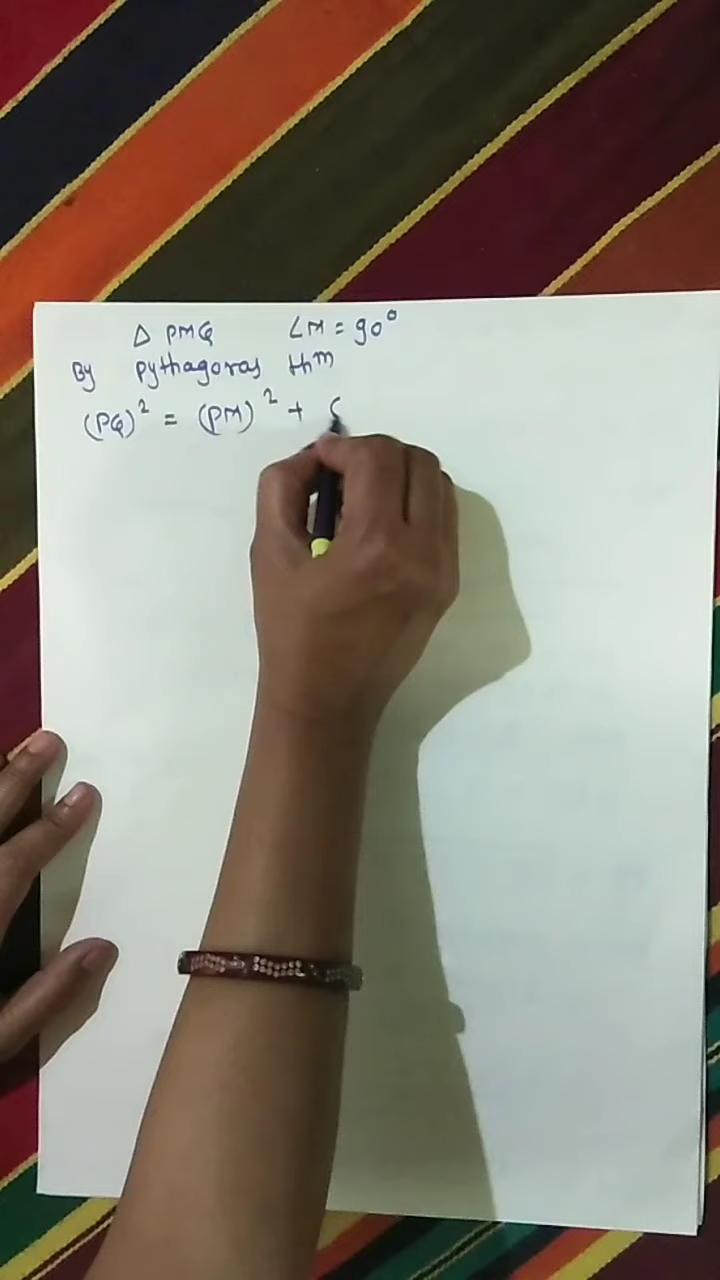 △ PMQ ∠M = 90°
By pythagoras thm
(PQ)² = (PM)² + (